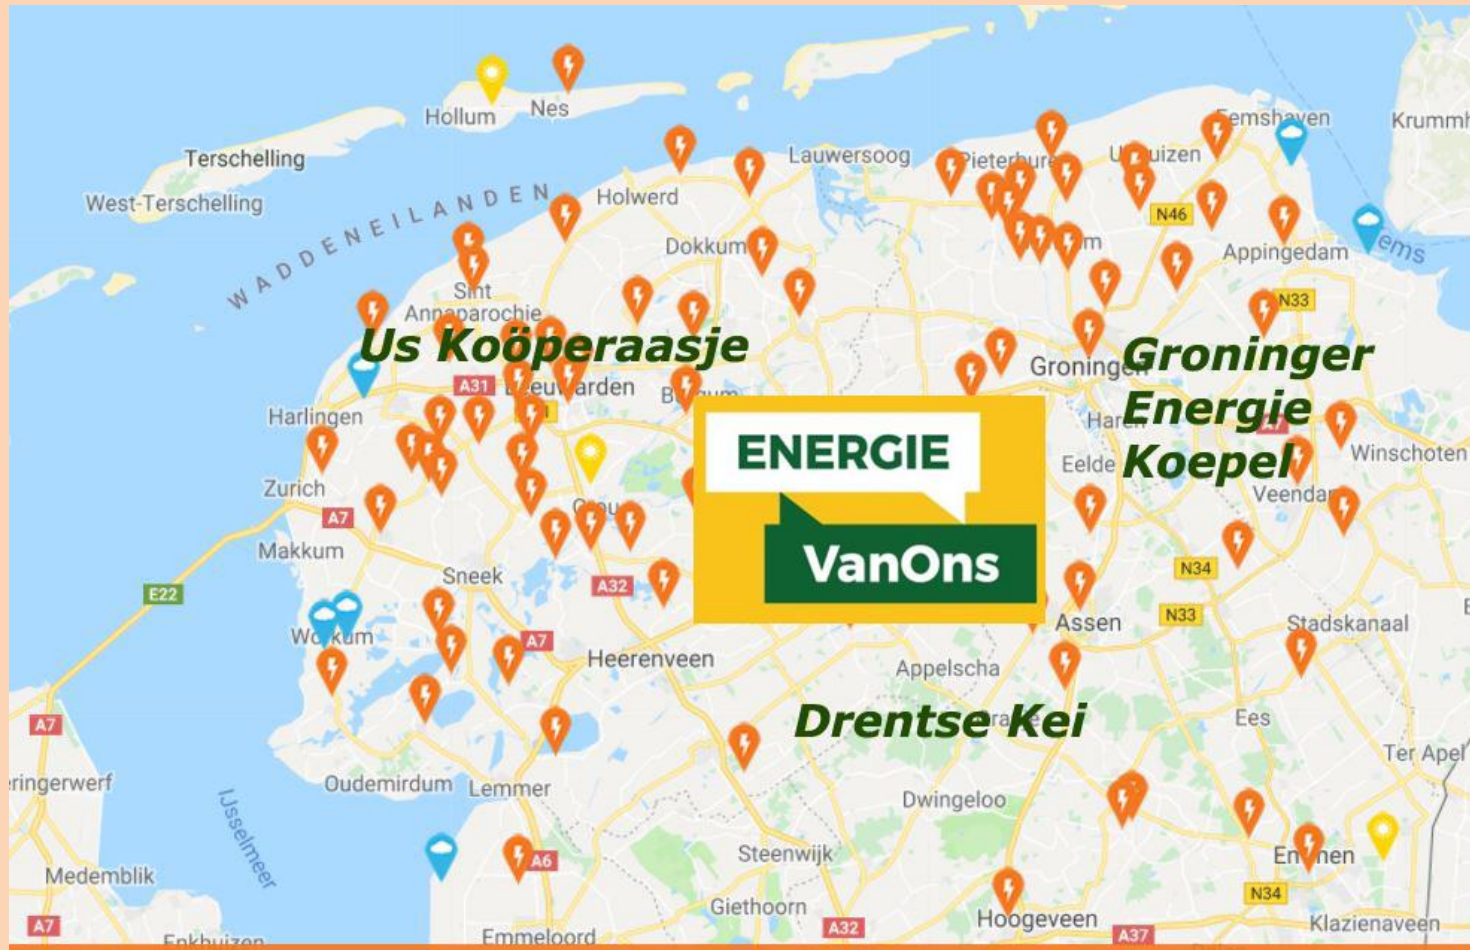 Eemshaven
Hollum
Nes
Terschelling
Lauwersoog
West-Terschelling
WADDENEILANDEN
Holwerd
N46
Dokkum
Appingedam
Sint
Annaparochie
N33
Us Koöperaasje
Groninger
Groningen
A31
Leeuwarden
Energie
Harlingen
Haren
A7
ENERGIE
Winschoten
Eelde
Koepel
Zurich
Veendam
A7
Makkum
VanOns
N34
Sneek
A32
E22
N33
Assen
Stadskanaal
Workum
A7
Heerenveen
Appelscha
Drentse Kei
Ees
A7
Ter Apel
Oudemirdum
Lemmer
IJsselmeer
Dwingeloo
Steenwijk
A6
Emmen
Medemblik
N34
Giethoorn
Hoogeveen
Klazienaveen
A7
A32
A37
Emmeloord
Enkhuizen